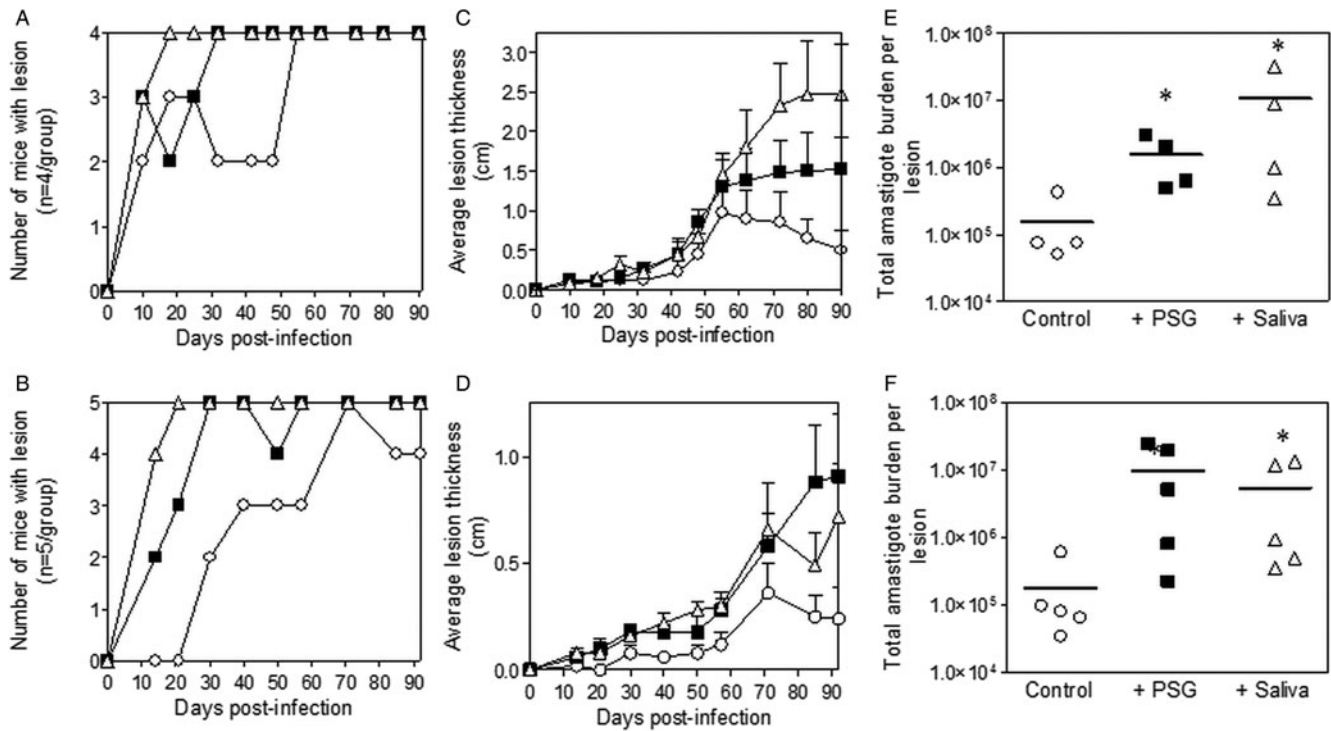 A
Number of mice with lesion
(n=4/group)
4
3
2
1
0
0 10 20 30 40 50 60 70 80 90
Days post-infection
C
Average lesion thickness
(cm)
3.0
2.5
2.0
1.5
1.0
0.5
0.0
0 10 20 30 40 50 60 70 80 90
Days post-infection
E
Total amastigote burden per
lesion
1.0×10⁸
1.0×10⁷
1.0×10⁶
1.0×10⁵
1.0×10⁴
*
*
Control + PSG + Saliva
B
Number of mice with lesion
(n=5/group)
5
4
3
2
1
0
0 10 20 30 40 50 60 70 80 90
Days post-infection
D
Average lesion thickness
(cm)
1.0
0.5
0.0
0 10 20 30 40 50 60 70 80 90
Days post-infection
F
Total amastigote burden per
lesion
1.0×10⁸
1.0×10⁷
1.0×10⁶
1.0×10⁵
1.0×10⁴
*
*
Control + PSG + Saliva